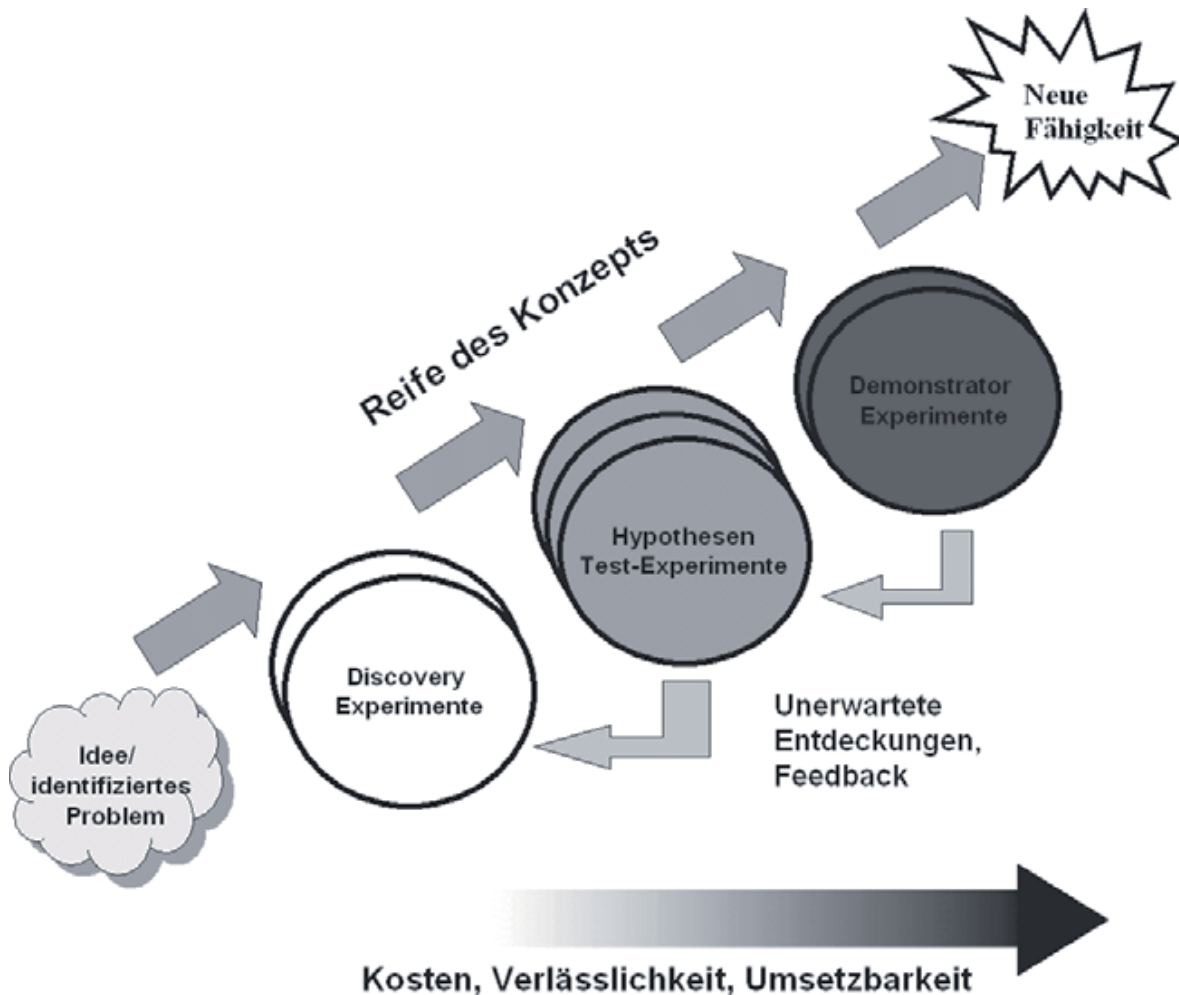 Neue
Fähigkeit
Reife des Konzepts
Demonstrator
Experimente
Hypothesen
Test-Experimente
Discovery
Experimente
Unerwartete
Entdeckungen,
Feedback
Idee/
identifiziertes
Problem
Kosten, Verlässlichkeit, Umsetzbarkeit